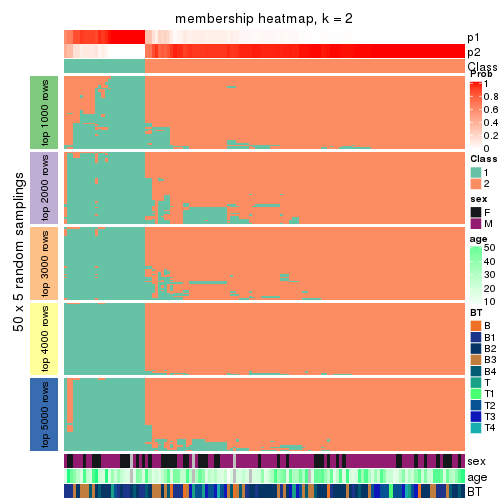 membership heatmap, k = 2
p1
p2
Class
50 x 5 random samplings
top 1000 rows
top 2000 rows
top 3000 rows
top 4000 rows
top 5000 rows
sex
age
BT
Prob
1
0.8
0.6
0.4
0.2
0
Class
1
2
sex
F
M
age
50
40
30
20
10
BT
B
B1
B2
B3
B4
T
T1
T2
T3
T4